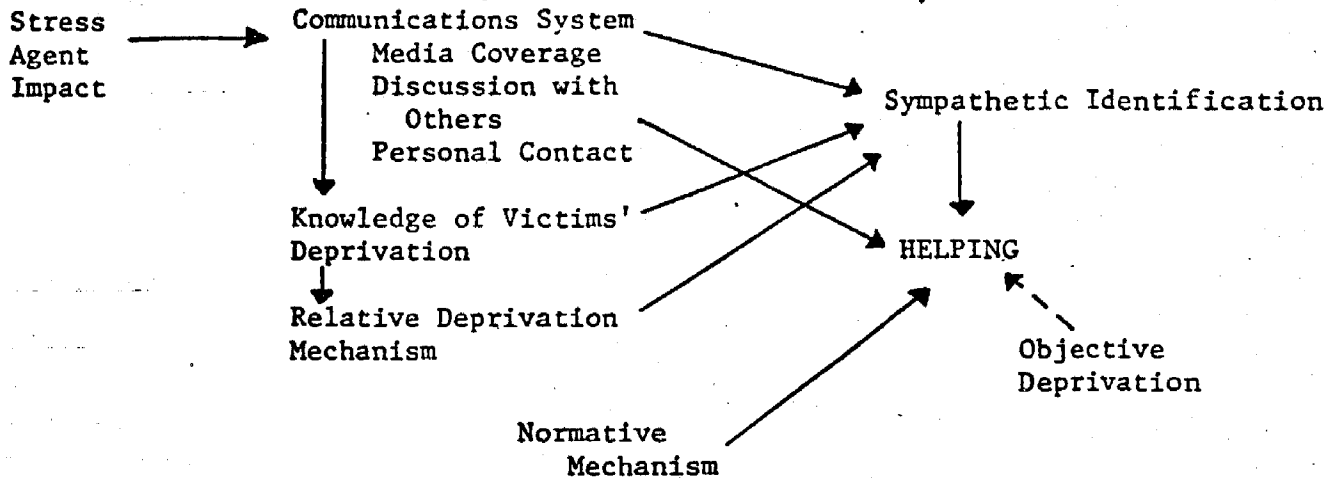 Stress
Agent
Impact
Communications System
Media Coverage
Discussion with
Others
Personal Contact
Sympathetic Identification
Knowledge of Victims'
Deprivation
HELPING
Relative Deprivation
Mechanism
Objective
Deprivation
Normative
Mechanism